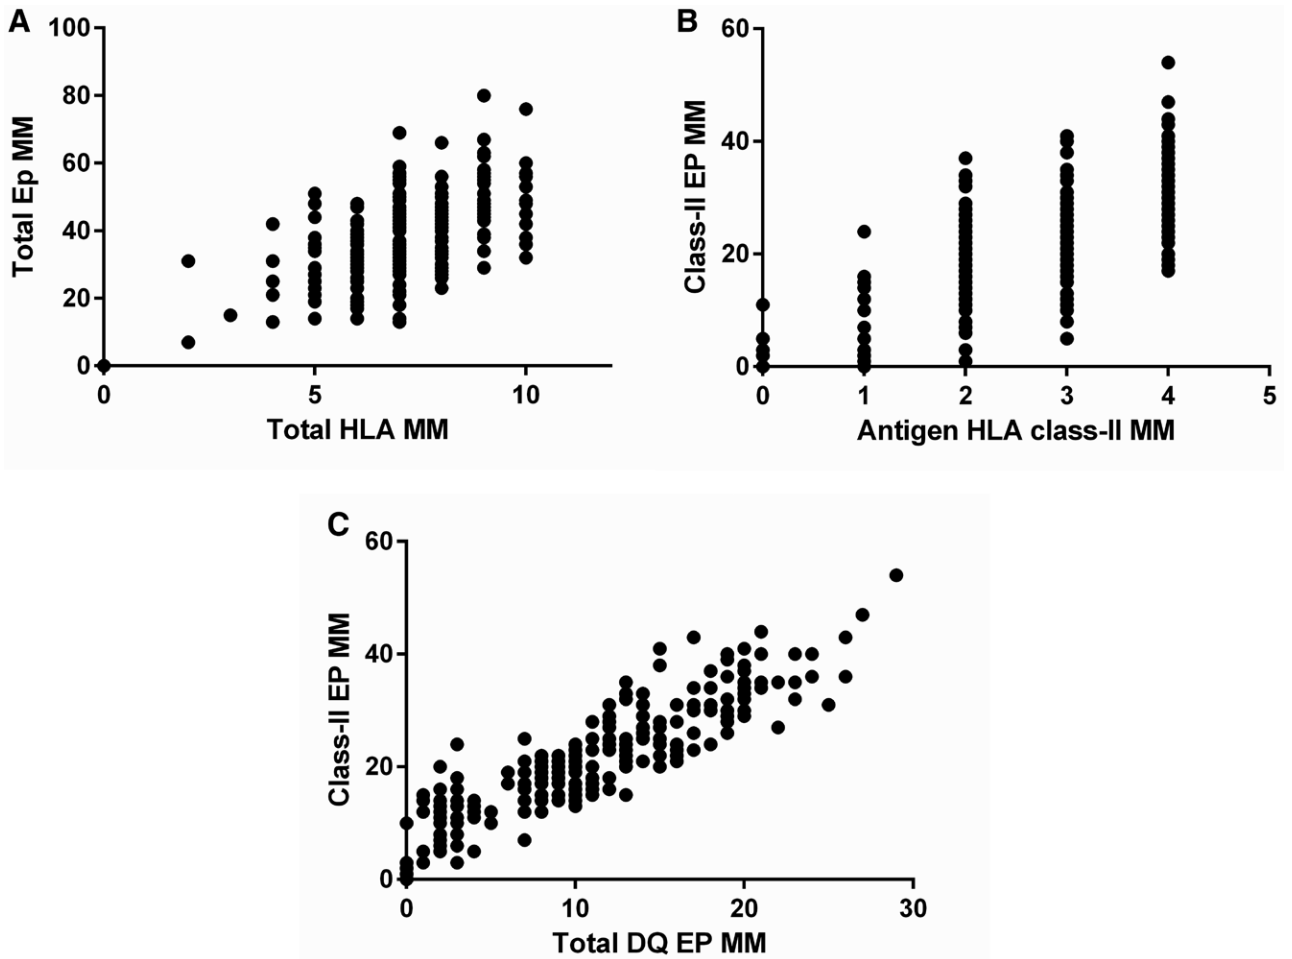 A
100
80
60
40
20
0
Total Ep MM
0 5 10
Total HLA MM
B
60
40
20
0
Class-II EP MM
0 1 2 3 4 5
Antigen HLA class-II MM
C
60
40
20
0
Class-II EP MM
0 10 20 30
Total DQ EP MM